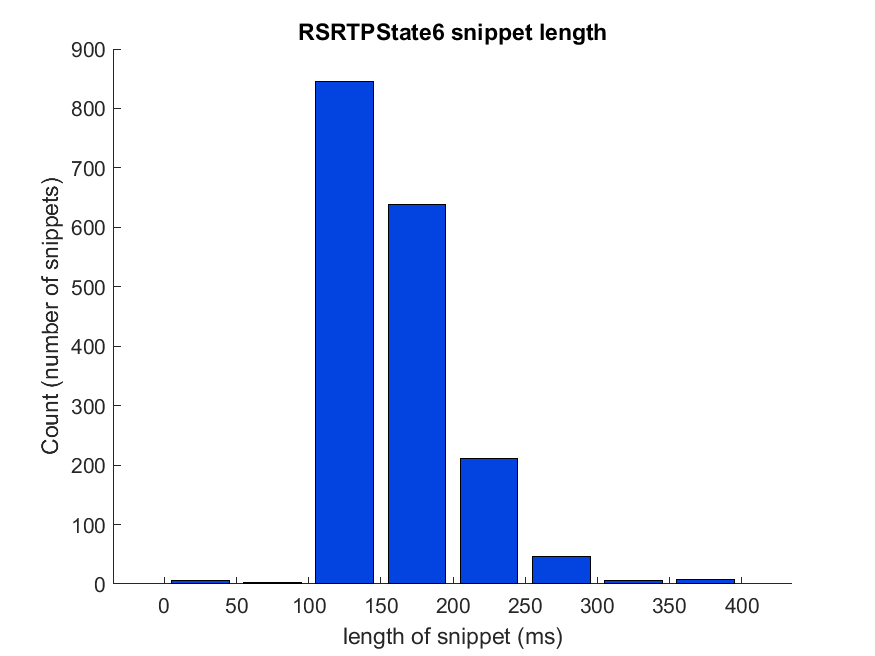 RSRTPState6 snippet length
900
800
700
600
500
400
300
200
100
0
Count (number of snippets)
0 50 100 150 200 250 300 350 400
length of snippet (ms)